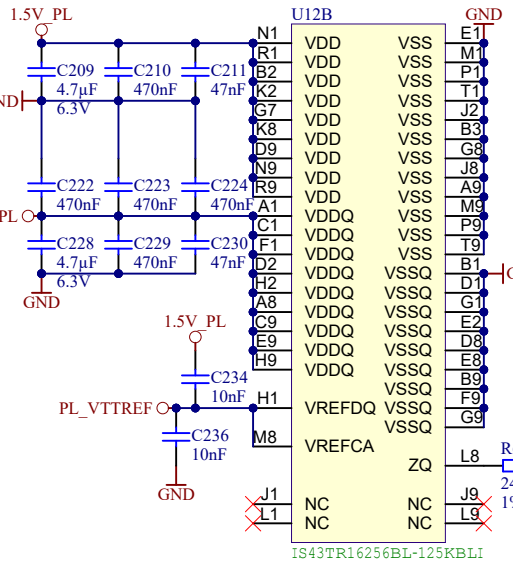 1.5V_PL
U12B
GND
N1 VDD VSS E1
R1 VDD VSS M1
C209 C210 C211 B2 VDD VSS P1
4.7µF 470nF 47nF K2 VDD VSS T1
6.3V G7 VDD VSS J2
ND
K8 VDD VSS B3
D9 VDD VSS G8
N9 VDD VSS J8
C222 C223 C224 R9 VDD VSS A9
470nF 470nF 470nF A1 VDDQ VSS M9
PL
C1 VDDQ VSS P9
C228 C229 C230 F1 VDDQ VSS T9
4.7µF 470nF 47nF D2 VDDQ VSSQ B1
6.3V H2 VDDQ VSSQ D1
GND
A8 VDDQ VSSQ G1
1.5V_PL C9 VDDQ VSSQ E2
E9 VDDQ VSSQ D8
H9 VDDQ VSSQ E8
C234 VSSQ B9
10nF
PL_VTTREF H1 VREFDQ VSSQ F9
VSSQ G9
C236 M8 VREFCA
10nF
ZQ L8 R
24
1%
GND
J1 NC NC J9
L1 NC NC L9
IS43TR16256BL-125KBLI